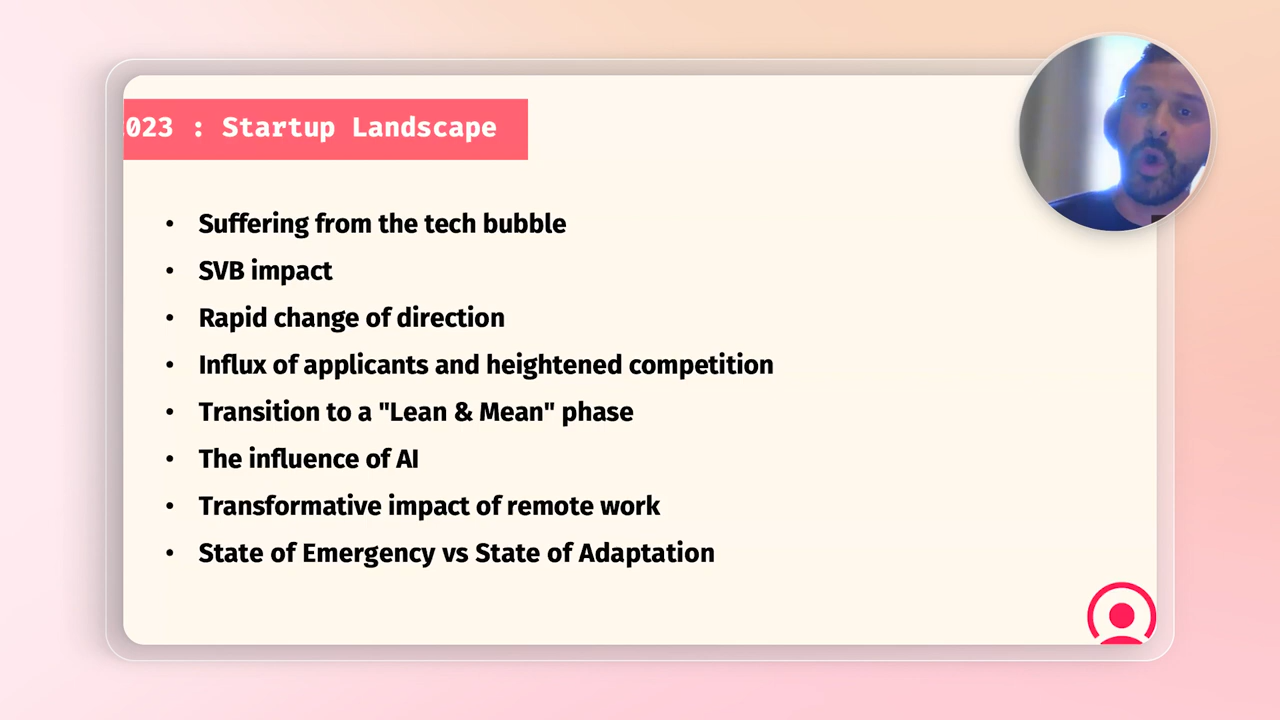 023 : Startup Landscape
• Suffering from the tech bubble
• SVB impact
• Rapid change of direction
• Influx of applicants and heightened competition
• Transition to a "Lean & Mean" phase
• The influence of AI
• Transformative impact of remote work
• State of Emergency vs State of Adaptation